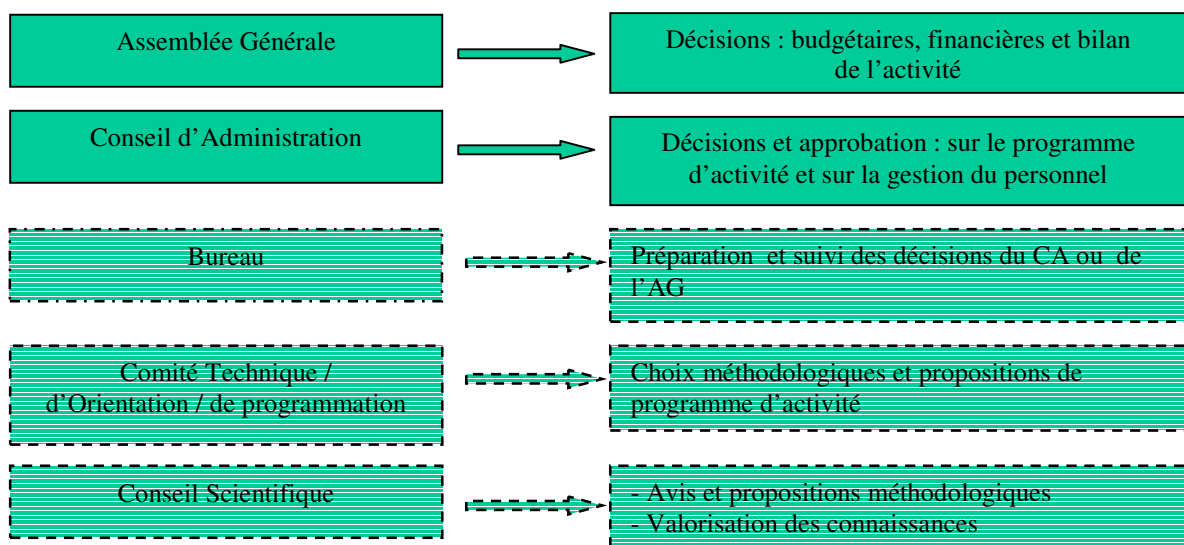 Assemblée Générale
Décisions : budgétaires, financières et bilan
de l’activité
Conseil d’Administration
Décisions et approbation : sur le programme
d’activité et sur la gestion du personnel
Bureau
Préparation et suivi des décisions du CA ou de
l’AG
Comité Technique /
d’Orientation / de programmation
Choix méthodologiques et propositions de
programme d’activité
Conseil Scientifique
- Avis et propositions méthodologiques
- Valorisation des connaissances